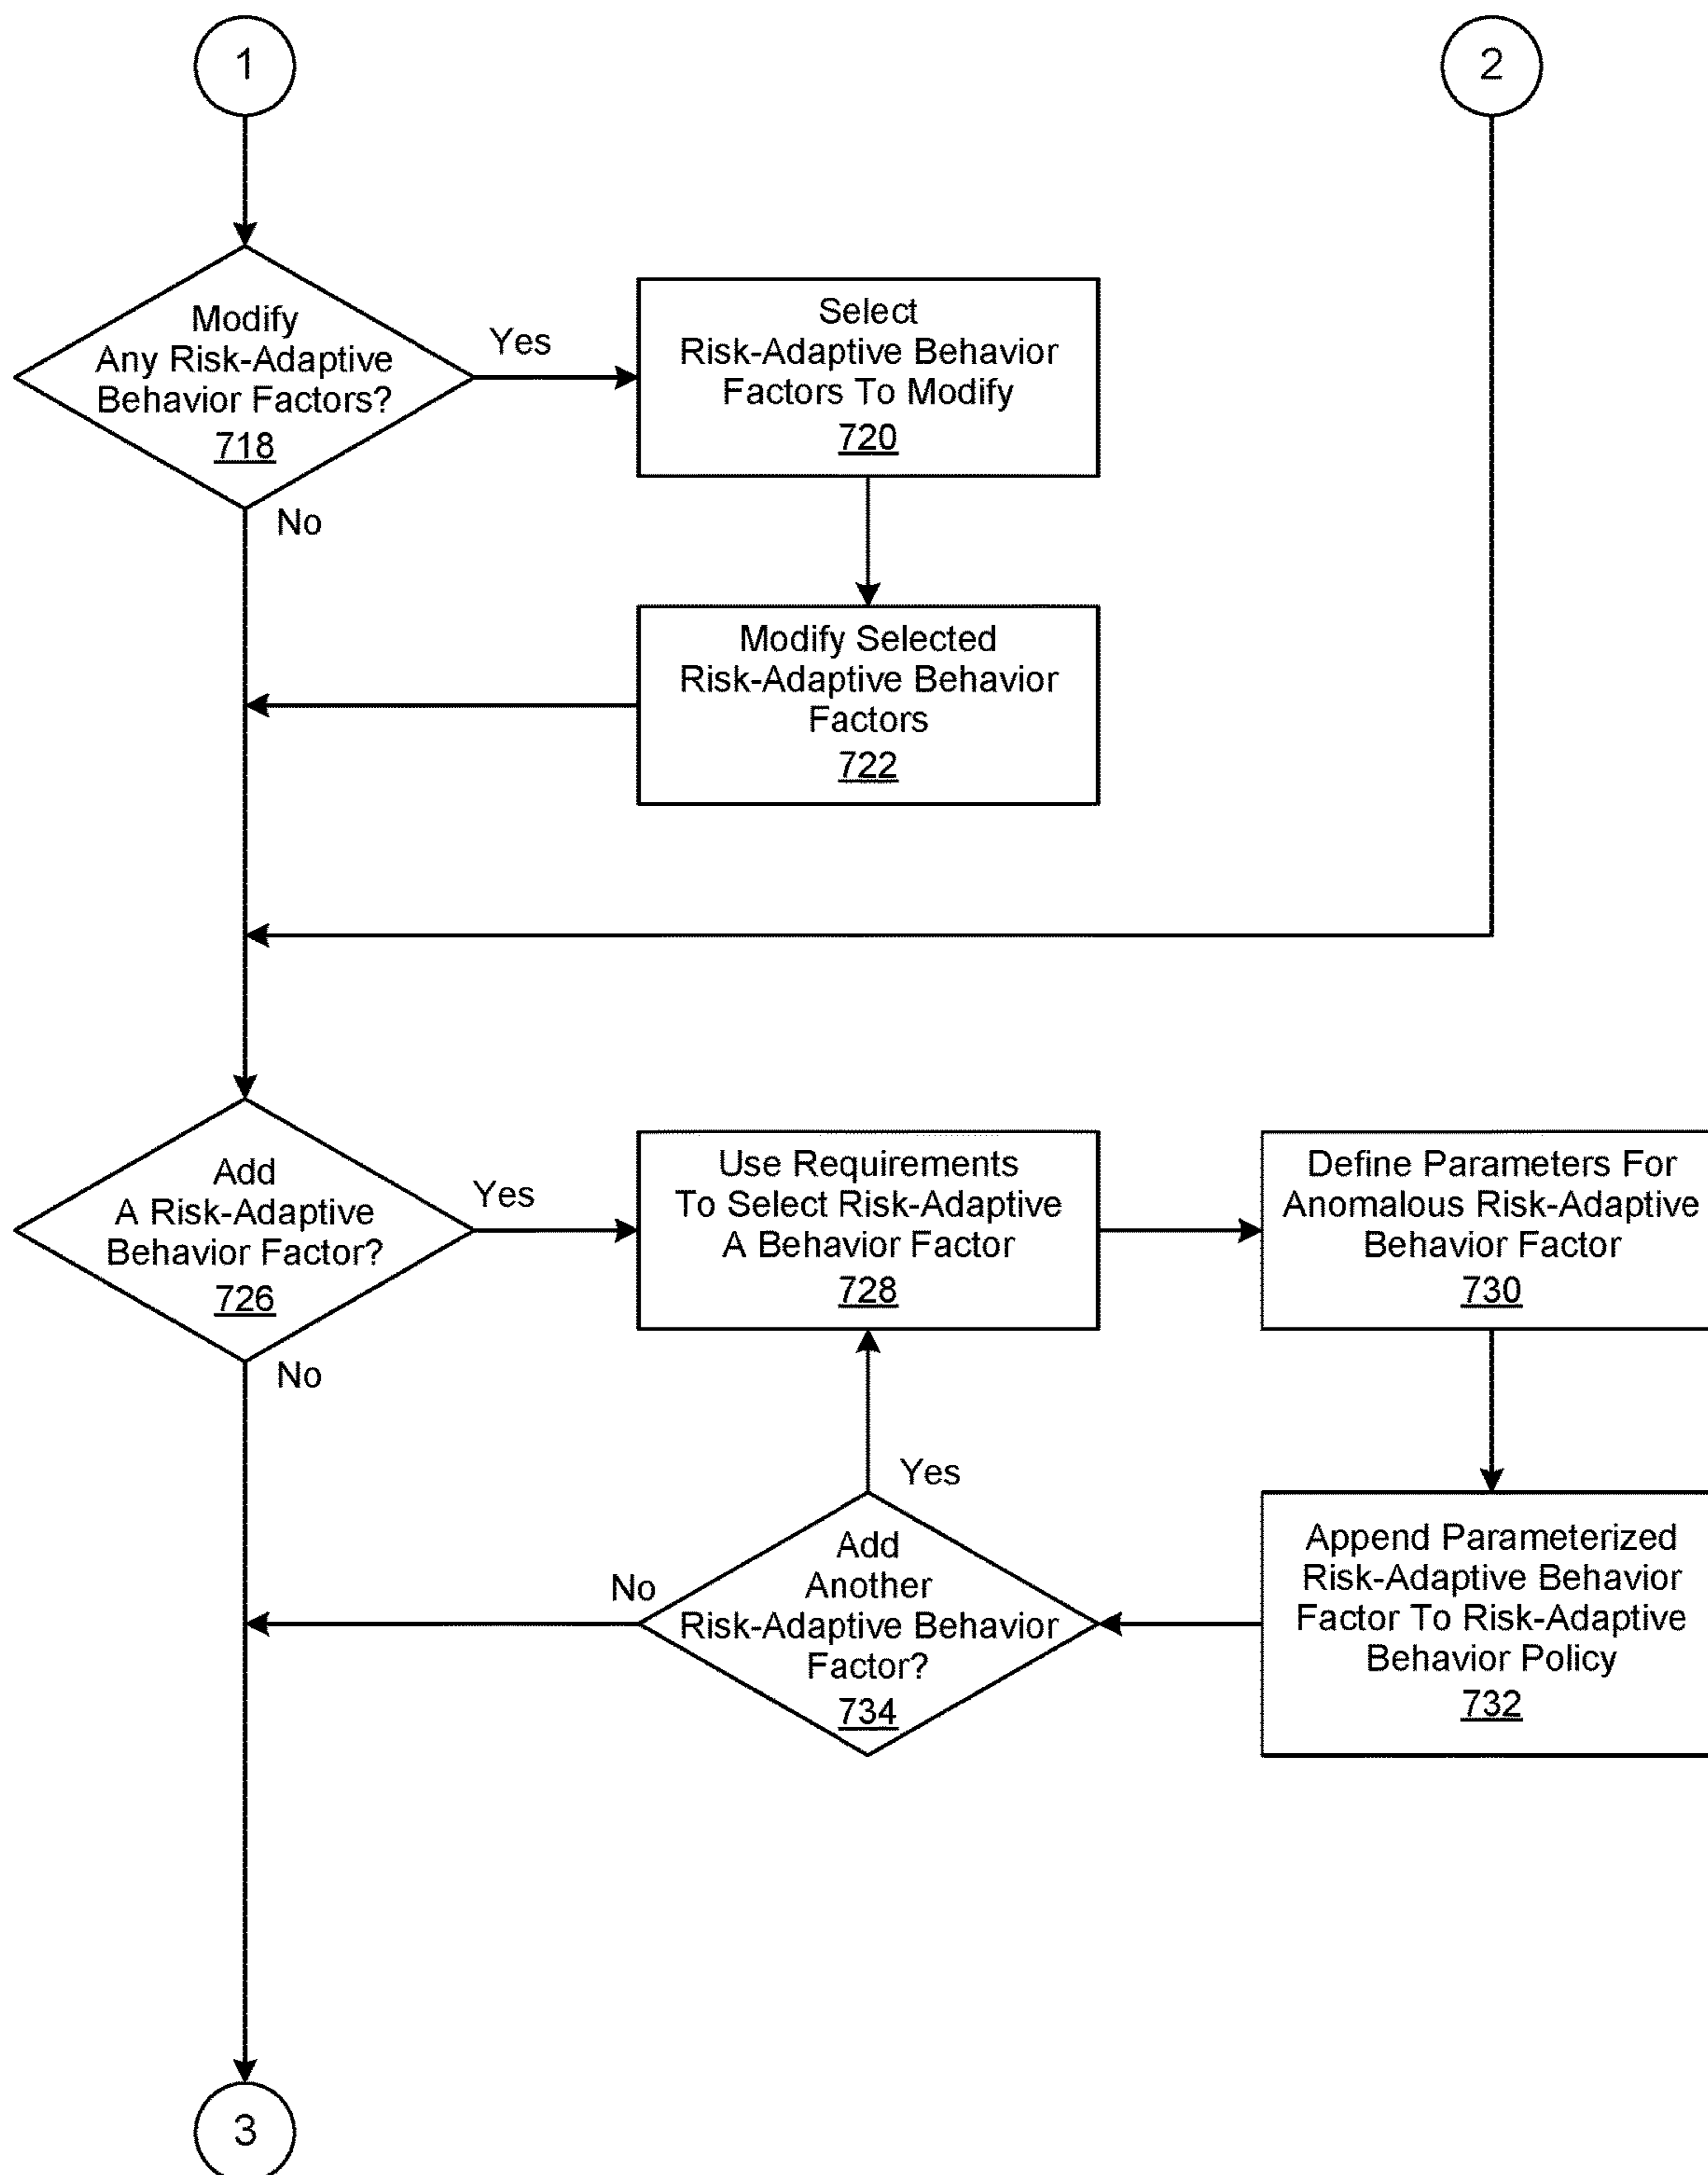 1
2
Modify
Any Risk-Adaptive
Behavior Factors?
718
Yes
No
Select
Risk-Adaptive Behavior
Factors To Modify
720
Modify Selected
Risk-Adaptive Behavior
Factors
722
Add
A Risk-Adaptive
Behavior Factor?
726
Yes
No
Use Requirements
To Select Risk-Adaptive
A Behavior Factor
728
Define Parameters For
Anomalous Risk-Adaptive
Behavior Factor
730
Append Parameterized
Risk-Adaptive Behavior
Factor To Risk-Adaptive
Behavior Policy
732
Add
Another
Risk-Adaptive Behavior
Factor?
734
Yes
No
3